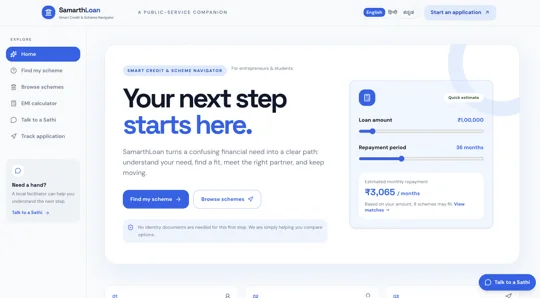 SamarthLoan
Smart Credit & Scheme Navigator
A PUBLIC-SERVICE COMPANION
English
हिन्दी
ಕನ್ನಡ
Start an application
EXPLORE
Home
Find my scheme
Browse schemes
EMI calculator
Talk to a Sathi
Track application
Need a hand?
A local facilitator can help you
understand the next step.
Talk to a Sathi →
SMART CREDIT & SCHEME NAVIGATOR
For entrepreneurs & students
Your next step
starts here.
SamarthLoan turns a confusing financial need into a clear path:
understand your need, find a fit, meet the right partner, and keep
moving.
Find my scheme →
Browse schemes
No identity documents are needed for this first step. We are simply helping you compare
options.
Quick estimate
Loan amount
₹1,00,000
Repayment period
36 months
Estimated monthly repayment
₹3,065 / months
Based on your amount, 8 schemes may fit. View
matches →
01
02
03
Talk to a Sathi